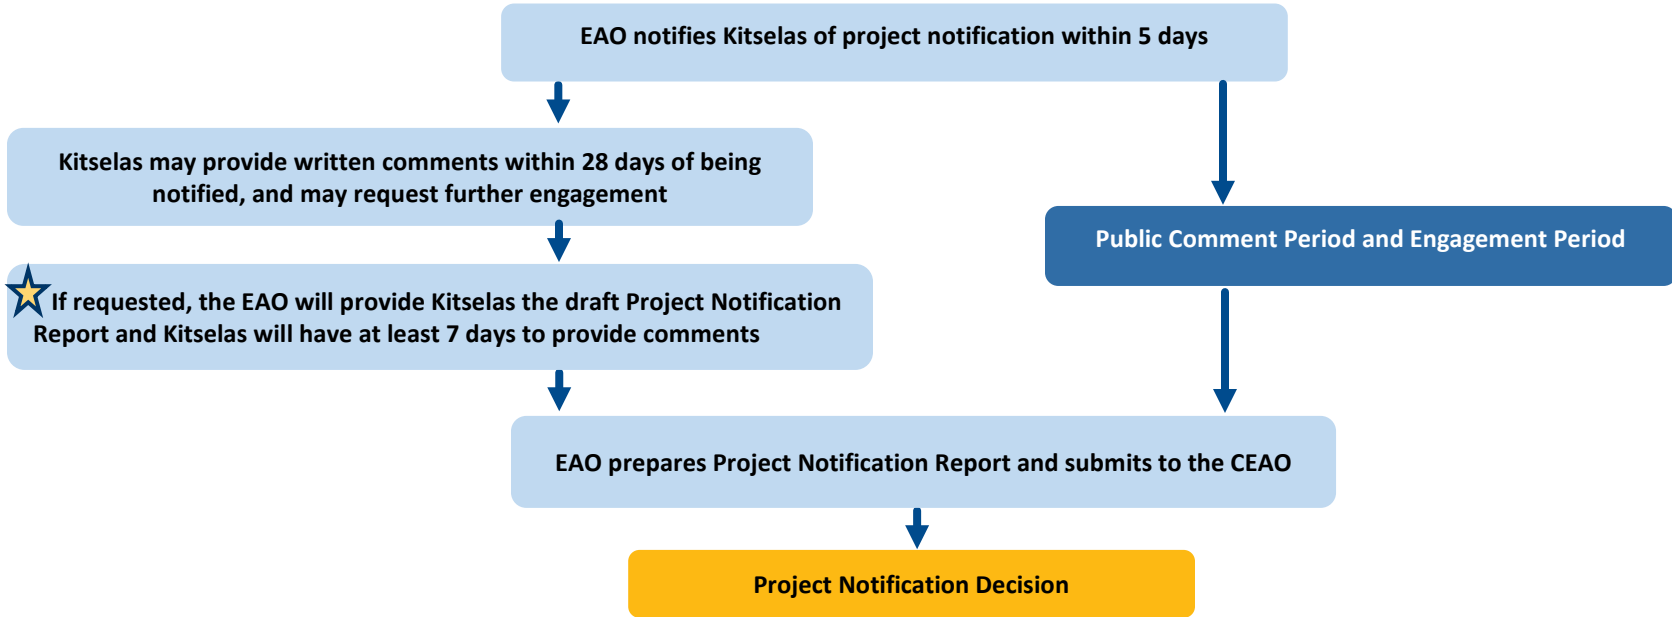 EAO notifies Kitselas of project notification within 5 days
Kitselas may provide written comments within 28 days of being
notified, and may request further engagement
Public Comment Period and Engagement Period
If requested, the EAO will provide Kitselas the draft Project Notification
Report and Kitselas will have at least 7 days to provide comments
EAO prepares Project Notification Report and submits to the CEAO
Project Notification Decision